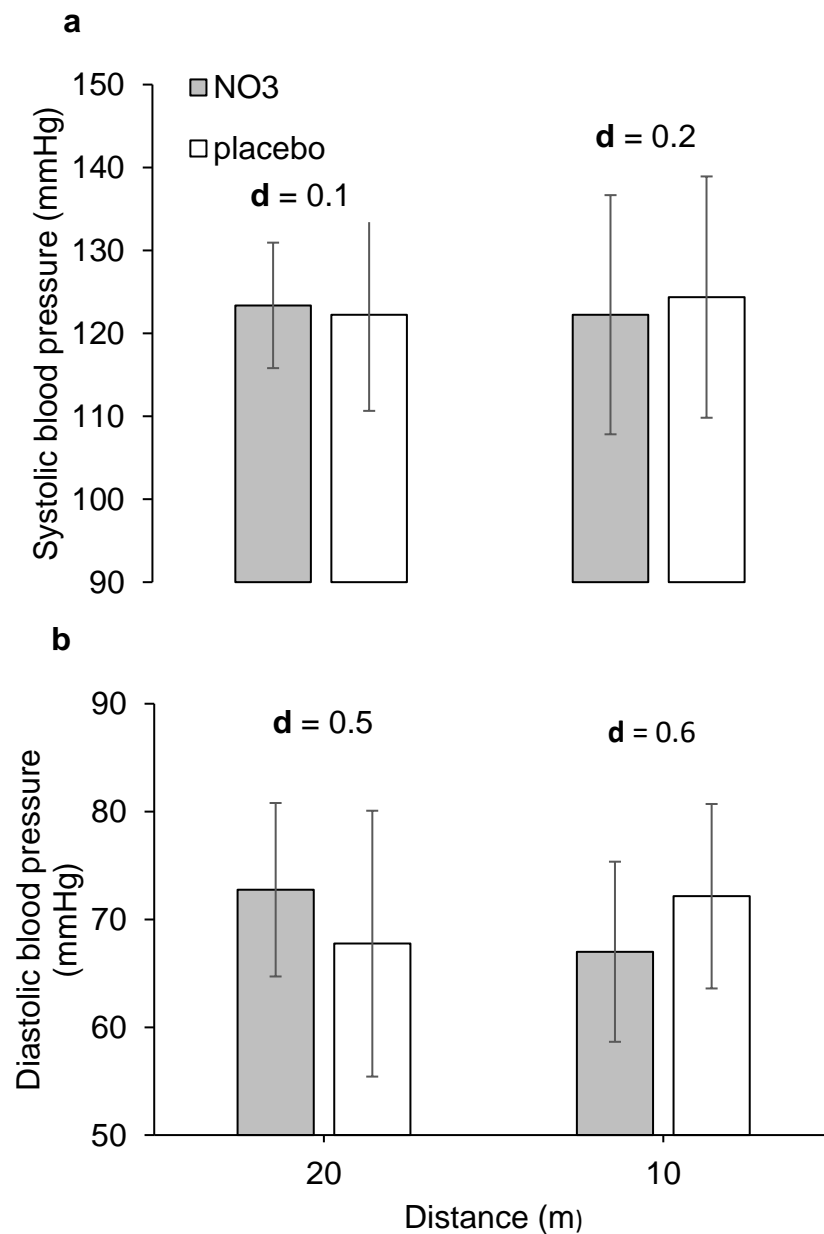 a
Systolic blood pressure (mmHg)
150
140
130
120
110
100
90
NO3
placebo
d = 0.1
d = 0.2
b
Diastolic blood pressure
(mmHg)
90
80
70
60
50
d = 0.5
d = 0.6
20
10
Distance (m)